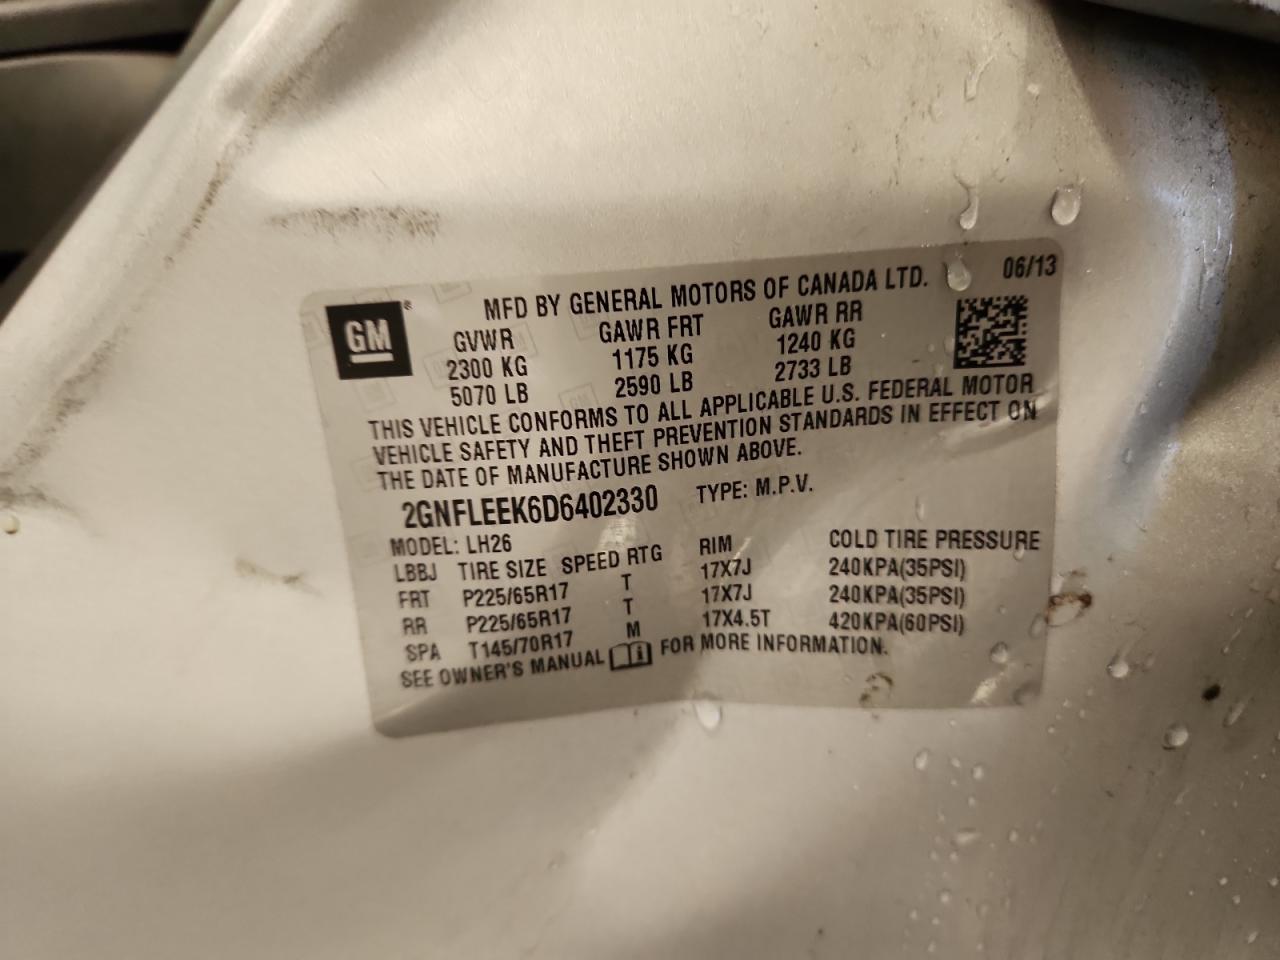 MFD BY GENERAL MOTORS OF CANADA LTD. 06/13
GM®
GVWR GAWR FRT GAWR RR
2300 KG 1175 KG 1240 KG
5070 LB 2590 LB 2733 LB
THIS VEHICLE CONFORMS TO ALL APPLICABLE U.S. FEDERAL MOTOR
VEHICLE SAFETY AND THEFT PREVENTION STANDARDS IN EFFECT ON
THE DATE OF MANUFACTURE SHOWN ABOVE.
2GNFLEEK6D6402330 TYPE: M.P.V.
MODEL: LH26
LBBJ TIRE SIZE SPEED RTG RIM COLD TIRE PRESSURE
FRT P225/65R17 T 17X7J 240KPA(35PSI)
RR P225/65R17 T 17X7J 240KPA(35PSI)
SPA T145/70R17 M 17X4.5T 420KPA(60PSI)
SEE OWNER'S MANUAL FOR MORE INFORMATION.